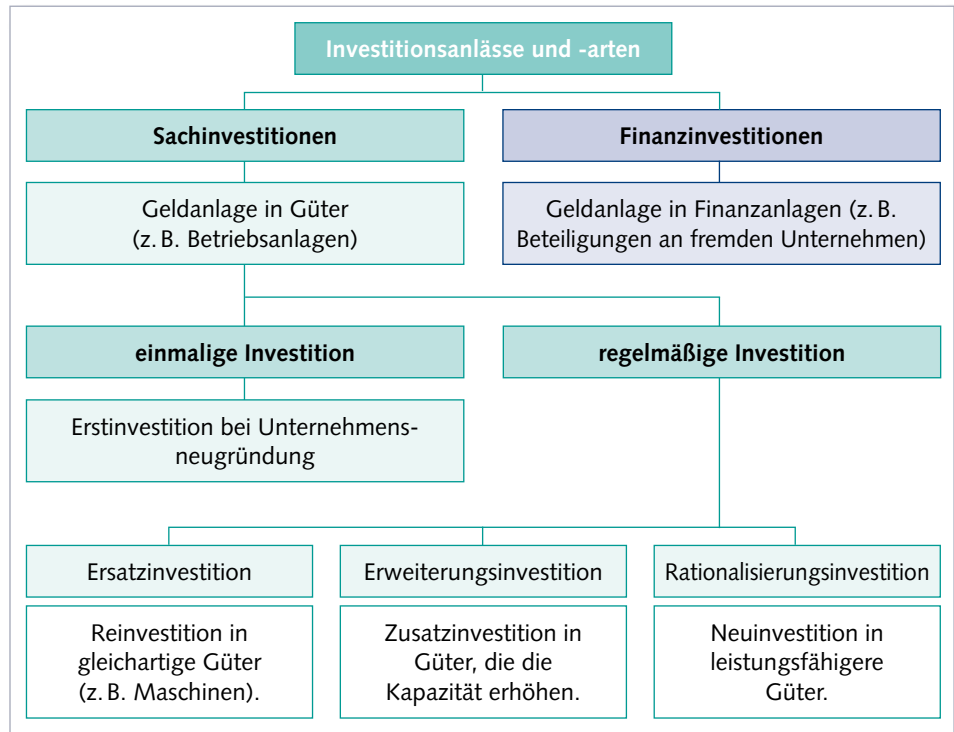 Investitionsanlässe und -arten
Sachinvestitionen
Finanzinvestitionen
Geldanlage in Güter
(z. B. Betriebsanlagen)
Geldanlage in Finanzanlagen (z. B.
Beteiligungen an fremden Unternehmen)
einmalige Investition
regelmäßige Investition
Erstinvestition bei Unternehmens-
neugründung
Ersatzinvestition
Erweiterungsinvestition
Rationalisierungsinvestition
Reinvestition in
gleichartige Güter
(z. B. Maschinen).
Zusatzinvestition in
Güter, die die
Kapazität erhöhen.
Neuinvestition in
leistungsfähigere
Güter.